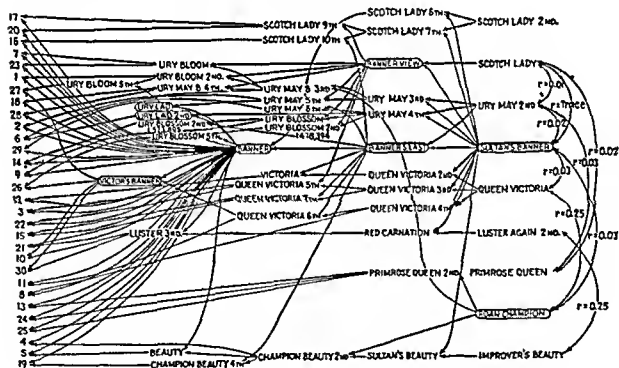 17
SCOTCH LADY 6TH
20
SCOTCH LADY 9TH
SCOTCH LADY 2ND.
16
SCOTCH LADY 10TH
SCOTCH LADY 7TH
7
23
URY BLOOM
BANNER VIEW
SCOTCH LADY
1
URY BLOOM 2ND.
r=0.01
27
URY BLOOM 5TH
URY MAY 6TH
URY MAY 8 3RD
18
URY MAY 5TH
URY MAY 3RD
URY MAY 2ND
r=Trace
URY LAD
28
URY LAD 2ND
URY MAY 4TH
r=0.02
2
URY BLOSSOM
URY BLOSSOM 2ND
6
URY BLOSSOM 5TH
1478,394
29
BANNER
BANNERS LAST
SULTAN'S BANNER
r=0.02
14
r=0.03
9
VICTORIA
QUEEN VICTORIA 2ND
r=0.03
26
VICTOR'S BANNER
QUEEN VICTORIA 5TH
QUEEN VICTORIA 3RD
QUEEN VICTORIA
12
QUEEN VICTORIA 7TH
3
QUEEN VICTORIA 6TH
QUEEN VICTORIA 4TH
r=0.25
22
15
LUSTER 3RD.
RED CARNATION
LUSTER AGAIN 2ND.
r=0.03
21
10
30
PRIMROSE QUEEN 2ND.
PRIMROSE QUEEN
11
8
13
r=0.25
24
ROAN CHAMPION
25
4
5
BEAUTY
CHAMPION BEAUTY 2ND
SULTAN'S BEAUTY
IMPROVER'S BEAUTY
19
CHAMPION BEAUTY 4TH